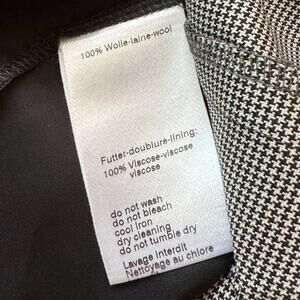 100% Wolle-laine-wool
Futter-doublure-lining:
100% Viscose-viscose
viscose
do not wash
do not bleach
cool iron
dry cleaning
do not tumble dry
Lavage Interdit
Nettoyage au chlore